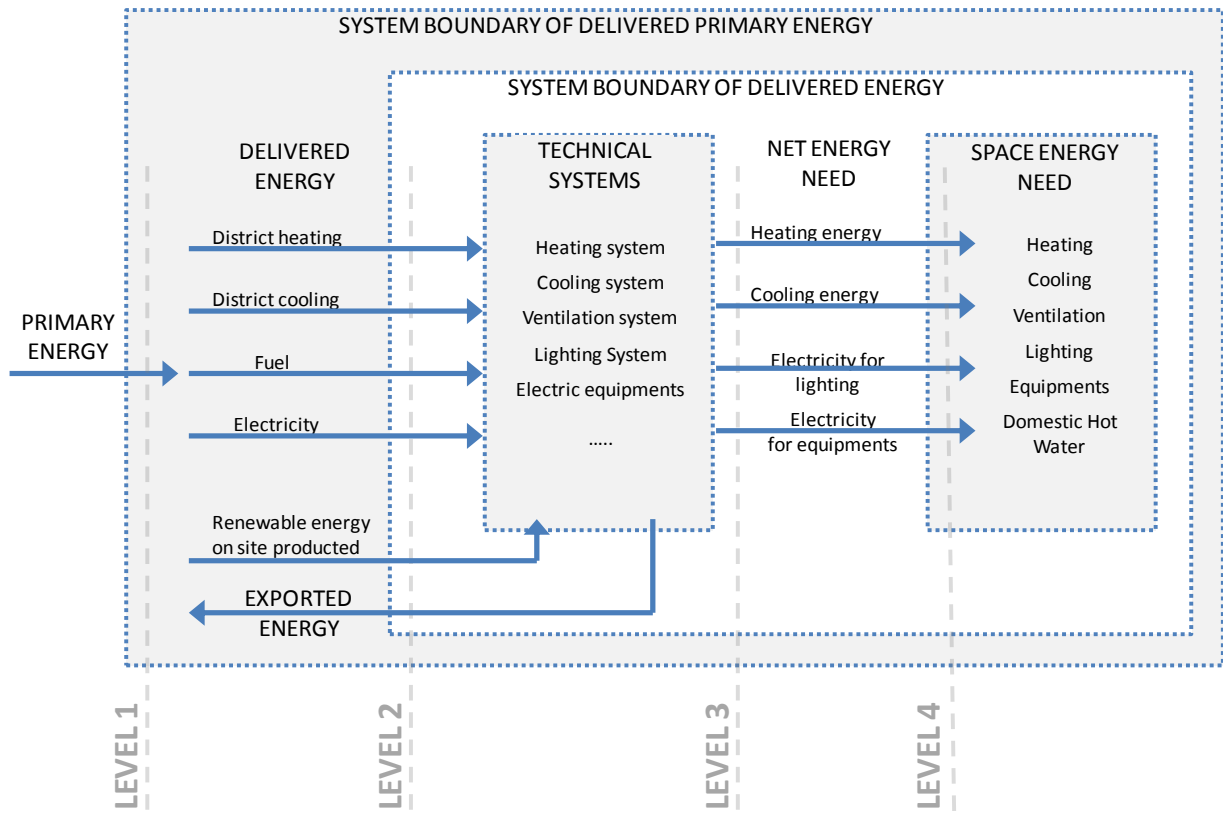 SYSTEM BOUNDARY OF DELIVERED PRIMARY ENERGY
SYSTEM BOUNDARY OF DELIVERED ENERGY
PRIMARY
ENERGY
DELIVERED
ENERGY
District heating
District cooling
Fuel
Electricity
Renewable energy
on site producted
EXPORTED
ENERGY
TECHNICAL
SYSTEMS
Heating system
Cooling system
Ventilation system
Lighting System
Electric equipments
.....
NET ENERGY
NEED
Heating energy
Cooling energy
Electricity for
lighting
Electricity
for equipments
SPACE ENERGY
NEED
Heating
Cooling
Ventilation
Lighting
Equipments
Domestic Hot
Water
LEVEL 1
LEVEL 2
LEVEL 3
LEVEL 4